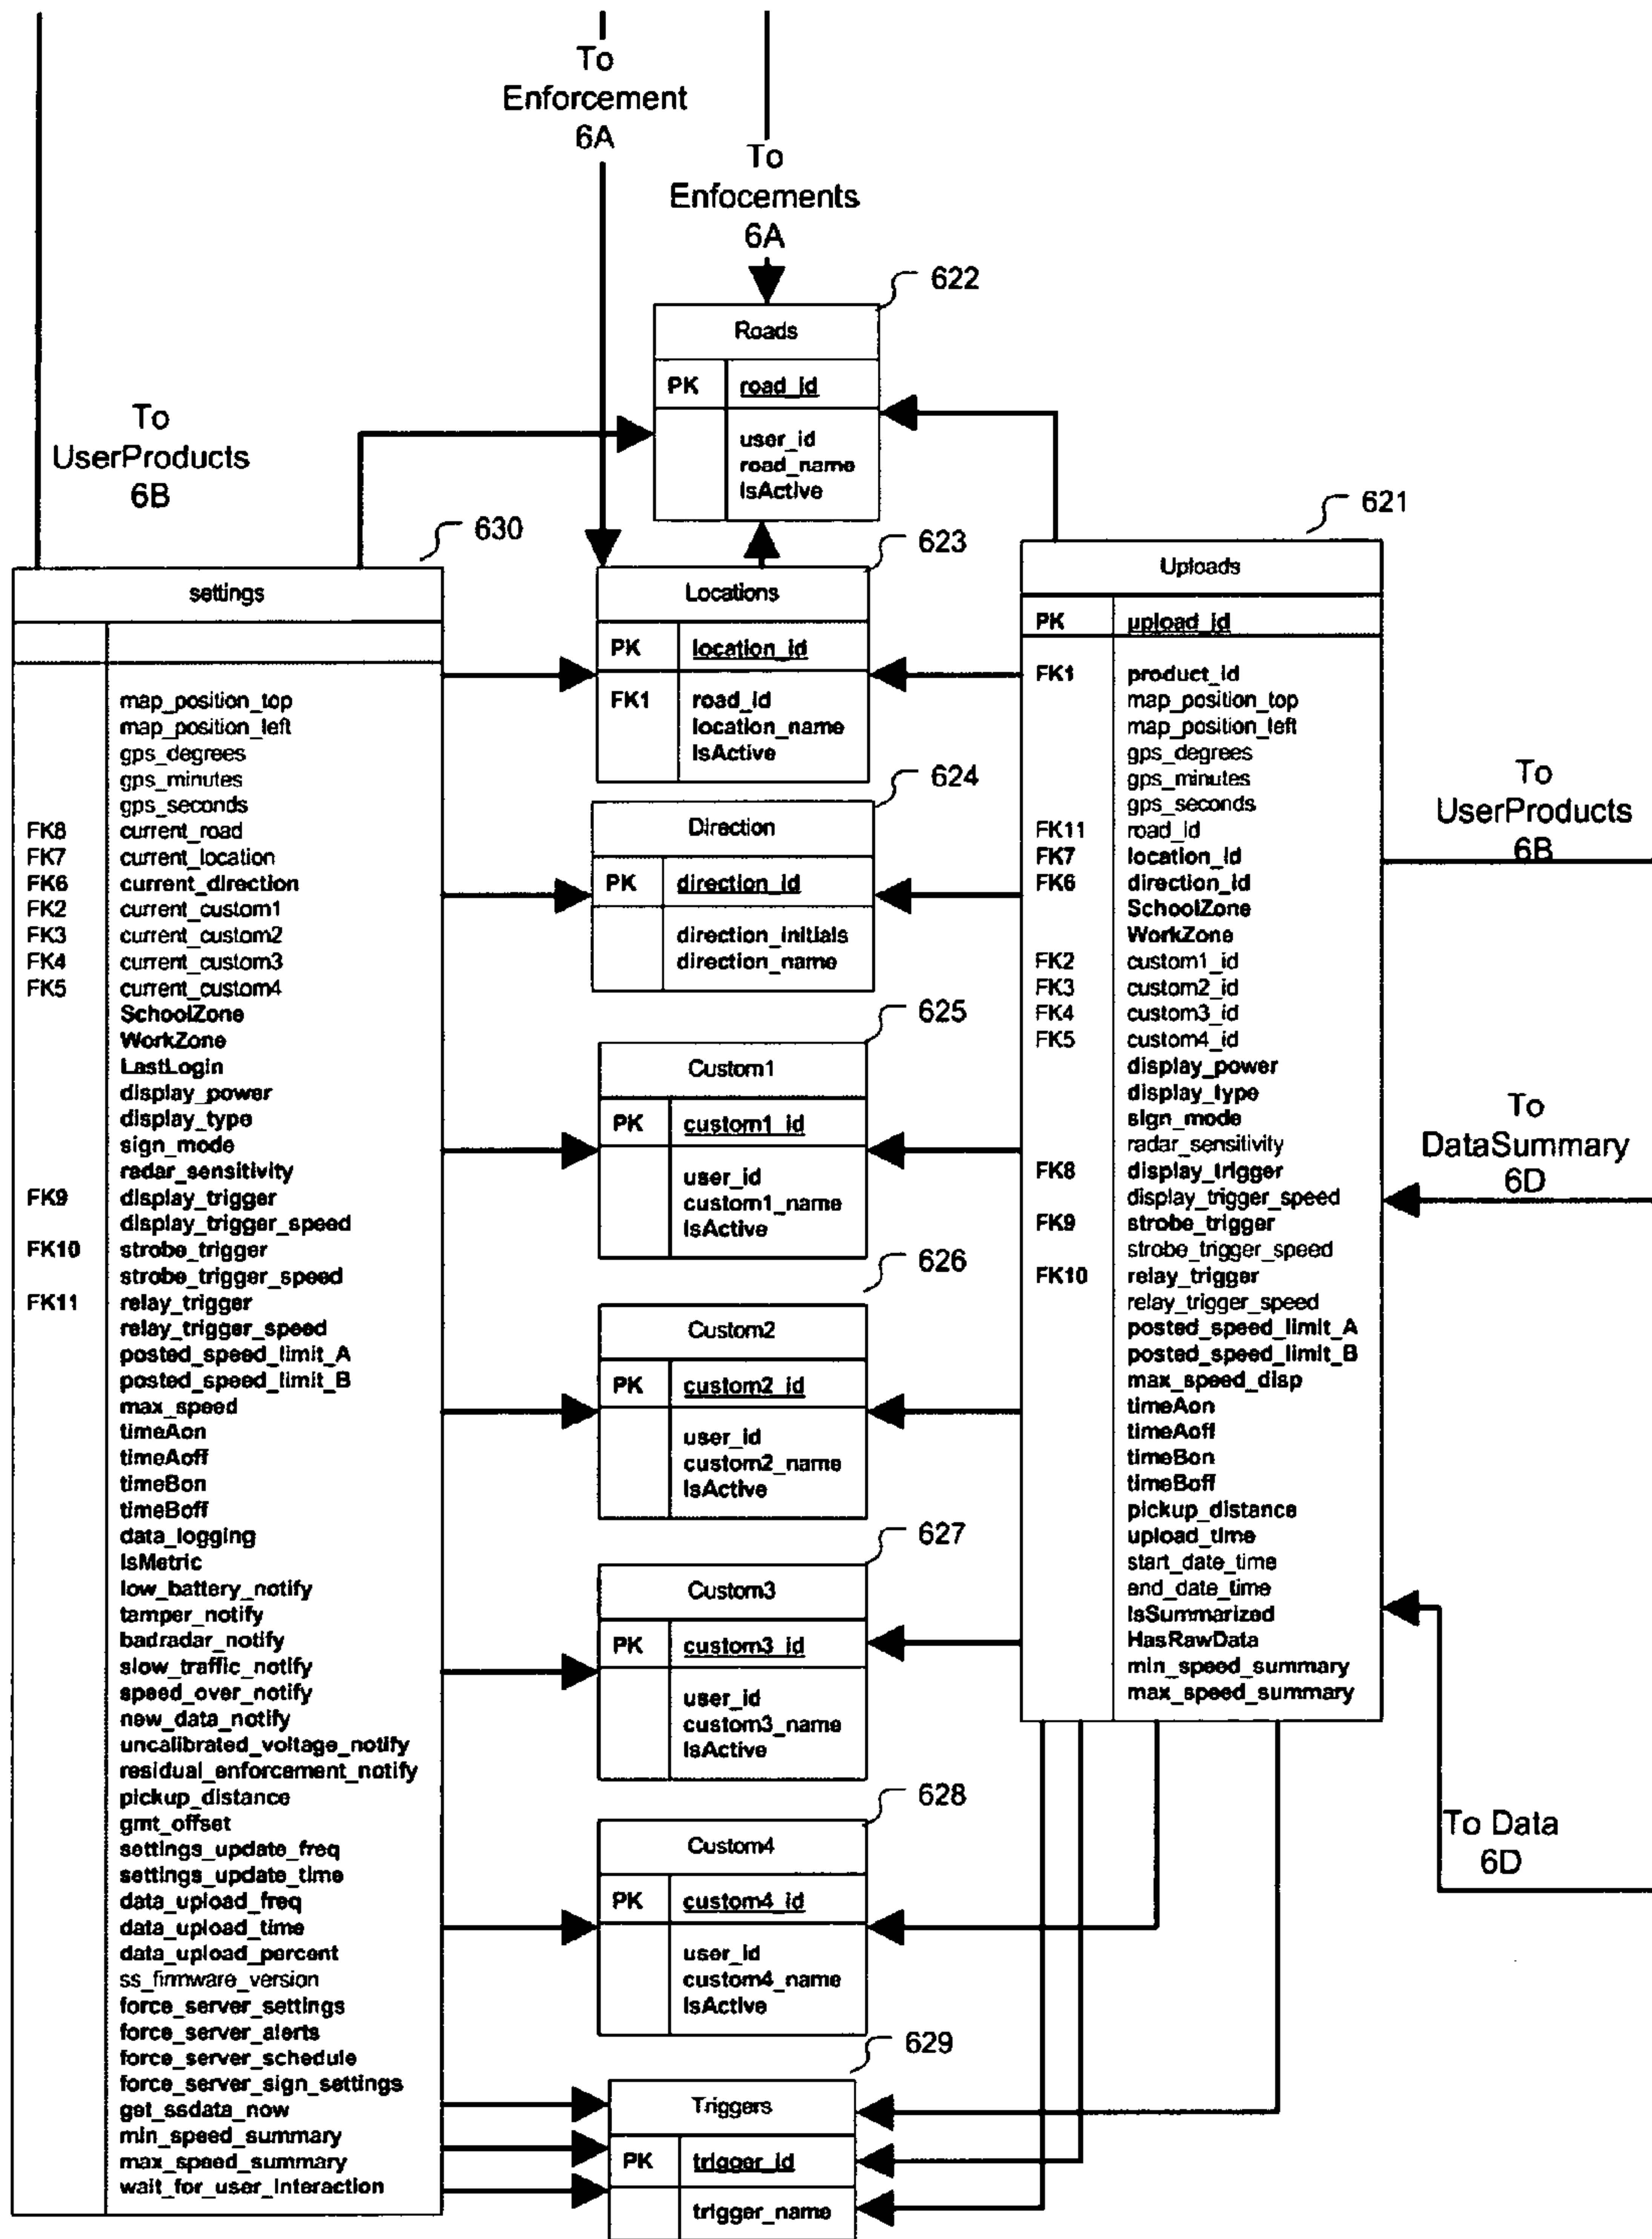 To
Enforcement
6A
To
Enfocements
6A
622
Roads
PK road_id
user_id
road_name
IsActive
To
UserProducts
6B
630
settings
map_position_top
map_position_left
gps_degrees
gps_minutes
gps_seconds
FK8 current_road
FK7 current_location
FK6 current_direction
FK2 current_custom1
FK3 current_custom2
FK4 current_custom3
FK5 current_custom4
SchoolZone
WorkZone
LastLogin
display_power
display_type
sign_mode
radar_sensitivity
FK9 display_trigger
display_trigger_speed
FK10 strobe_trigger
strobe_trigger_speed
FK11 relay_trigger
relay_trigger_speed
posted_speed_limit_A
posted_speed_limit_B
max_speed
timeAon
timeAoff
timeBon
timeBoff
data_logging
IsMetric
low_battery_notify
tamper_notify
badradar_notify
slow_traffic_notify
speed_over_notify
new_data_notify
uncalibrated_voltage_notify
residual_enforcement_notify
pickup_distance
gmt_offset
settings_update_freq
settings_update_time
data_upload_freq
data_upload_time
data_upload_percent
ss_firmware_version
force_server_settings
force_server_alerts
force_server_schedule
force_server_sign_settings
get_ssdata_now
min_speed_summary
max_speed_summary
wait_for_user_interaction
623
Locations
PK location_id
FK1 road_id
location_name
IsActive
624
Direction
PK direction_id
direction_initials
direction_name
625
Custom1
PK custom1_id
user_id
custom1_name
IsActive
626
Custom2
PK custom2_id
user_id
custom2_name
IsActive
627
Custom3
PK custom3_id
user_id
custom3_name
IsActive
628
Custom4
PK custom4_id
user_id
custom4_name
IsActive
629
Triggers
PK trigger_id
trigger_name
621
Uploads
PK upload_id
FK1 product_id
map_position_top
map_position_left
gps_degrees
gps_minutes
gps_seconds
FK11 road_id
FK7 location_id
FK6 direction_id
SchoolZone
WorkZone
FK2 custom1_id
FK3 custom2_id
FK4 custom3_id
FK5 custom4_id
display_power
display_type
sign_mode
radar_sensitivity
FK8 display_trigger
display_trigger_speed
FK9 strobe_trigger
strobe_trigger_speed
FK10 relay_trigger
relay_trigger_speed
posted_speed_limit_A
posted_speed_limit_B
max_speed_disp
timeAon
timeAoff
timeBon
timeBoff
pickup_distance
upload_time
start_date_time
end_date_time
IsSummarized
HasRawData
min_speed_summary
max_speed_summary
To
UserProducts
6B
To
DataSummary
6D
To Data
6D